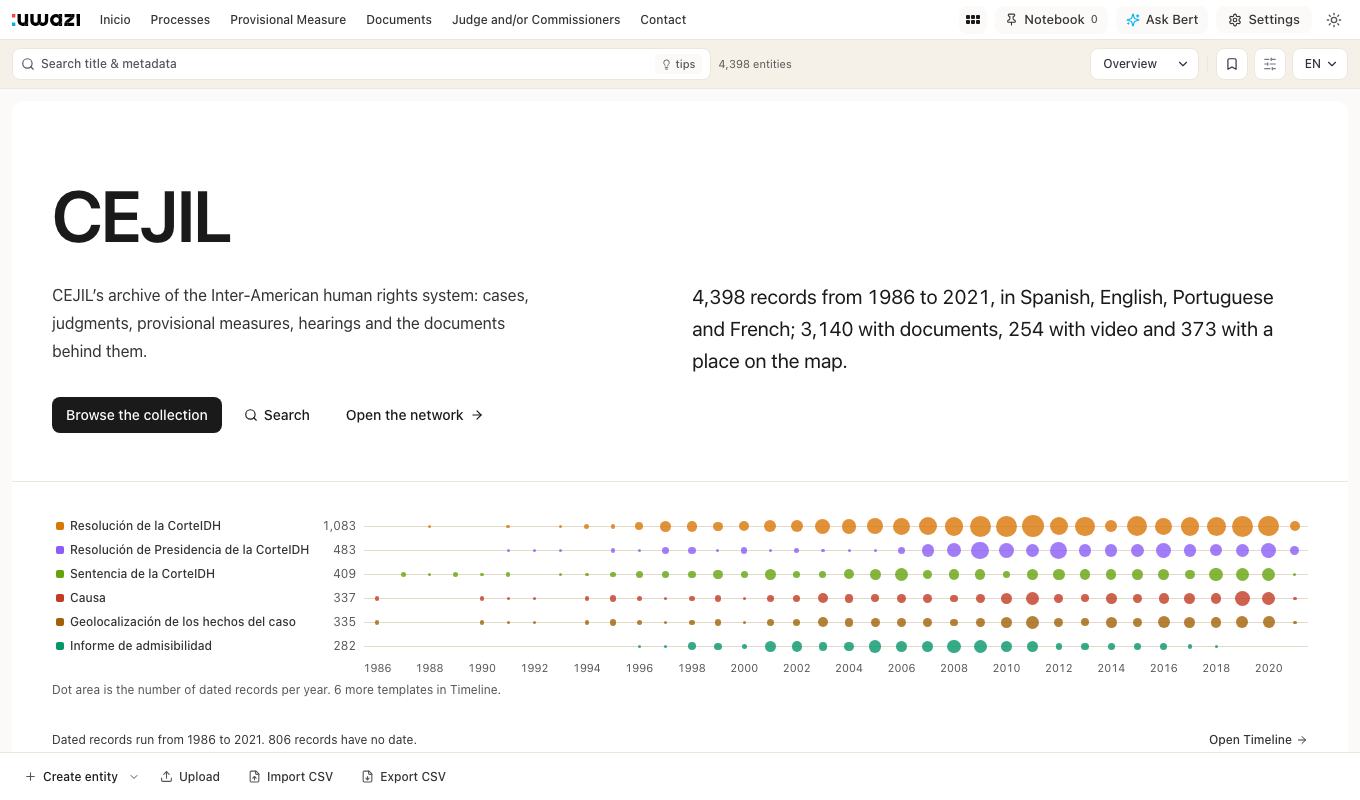 uwazi
Inicio
Processes
Provisional Measure
Documents
Judge and/or Commissioners
Contact
Notebook 0
Ask Bert
Settings
Search title & metadata
tips
4,398 entities
Overview
EN
CEJIL
CEJIL's archive of the Inter-American human rights system: cases,
judgments, provisional measures, hearings and the documents
behind them.
4,398 records from 1986 to 2021, in Spanish, English, Portuguese
and French; 3,140 with documents, 254 with video and 373 with a
place on the map.
Browse the collection
Search
Open the network →
Resolución de la CorteIDH 1,083
Resolución de Presidencia de la CorteIDH 483
Sentencia de la CorteIDH 409
Causa 337
Geolocalización de los hechos del caso 335
Informe de admisibilidad 282
1986 1988 1990 1992 1994 1996 1998 2000 2002 2004 2006 2008 2010 2012 2014 2016 2018 2020
Dot area is the number of dated records per year. 6 more templates in Timeline.
Dated records run from 1986 to 2021. 806 records have no date.
Open Timeline →
+ Create entity
Upload
Import CSV
Export CSV